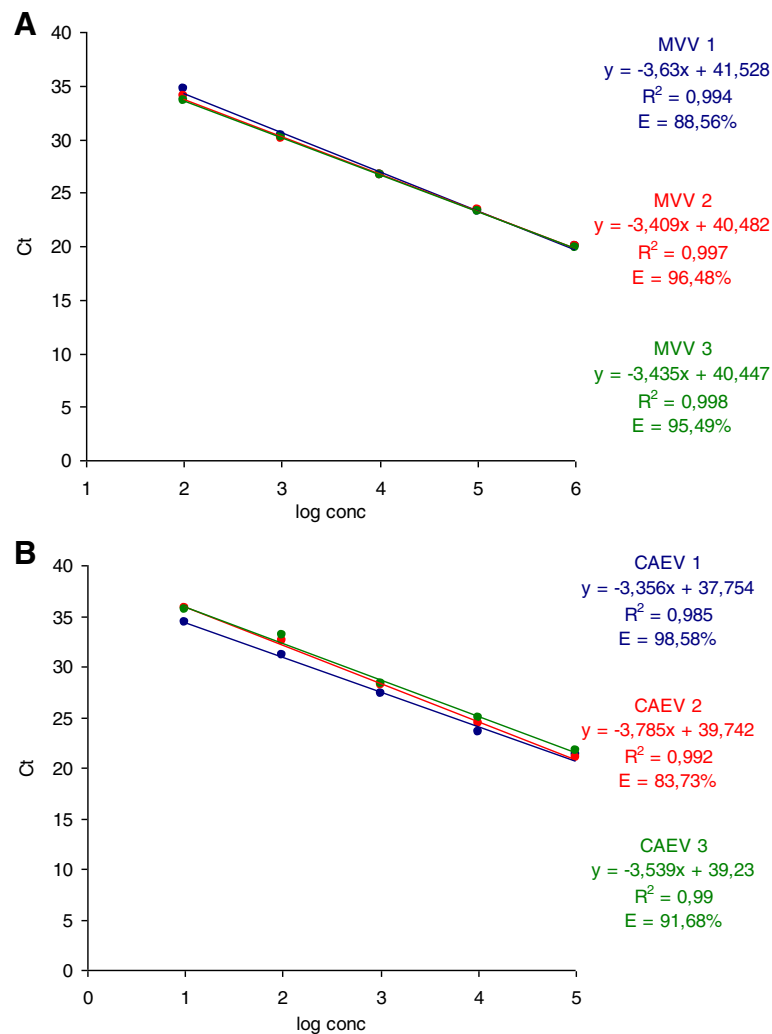 A
40
35
30
25
20
15
10
5
0
Ct
1 2 3 4 5 6
log conc
MVV 1
y = -3,63x + 41,528
R² = 0,994
E = 88,56%
MVV 2
y = -3,409x + 40,482
R² = 0,997
E = 96,48%
MVV 3
y = -3,435x + 40,447
R² = 0,998
E = 95,49%
B
40
35
30
25
20
15
10
5
0
Ct
0 1 2 3 4 5
log conc
CAEV 1
y = -3,356x + 37,754
R² = 0,985
E = 98,58%
CAEV 2
y = -3,785x + 39,742
R² = 0,992
E = 83,73%
CAEV 3
y = -3,539x + 39,23
R² = 0,99
E = 91,68%